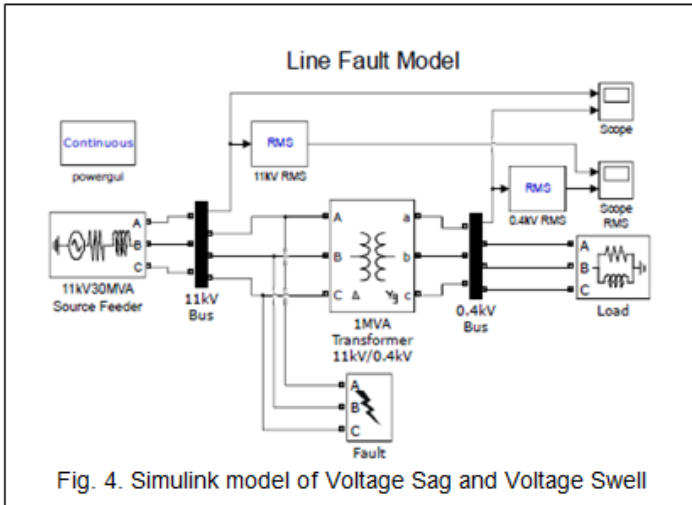 Line Fault Model
Continuous
powergui
RMS
11kV RMS
Scope
RMS
0.4kV RMS
Scope
RMS
A
B
C
11kV30MVA
Source Feeder
11kV
Bus
A
B
C
a
b
c
Δ
Yg
1MVA
Transformer
11kV/0.4kV
0.4kV
Bus
A
B
C
Load
A
B
C
Fault
Fig. 4. Simulink model of Voltage Sag and Voltage Swell